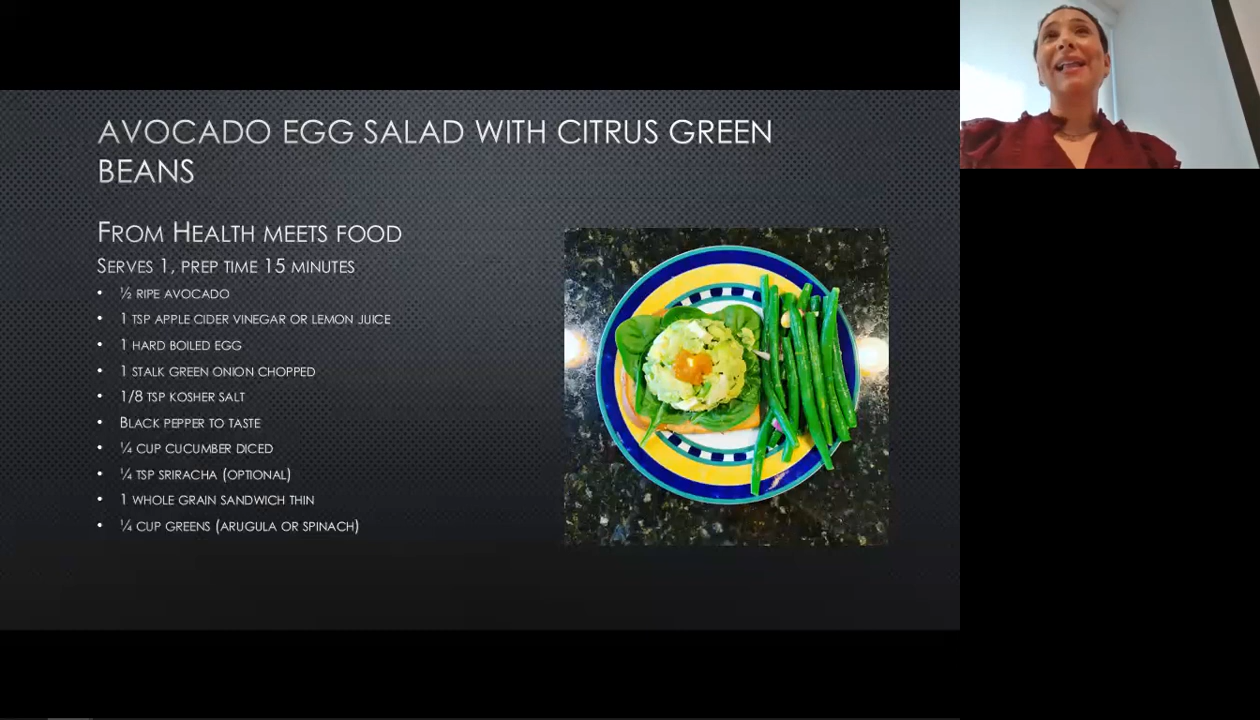 AVOCADO EGG SALAD WITH CITRUS GREEN
BEANS
FROM HEALTH MEETS FOOD
SERVES 1, PREP TIME 15 MINUTES
• ½ RIPE AVOCADO
• 1 TSP APPLE CIDER VINEGAR OR LEMON JUICE
• 1 HARD BOILED EGG
• 1 STALK GREEN ONION CHOPPED
• 1/8 TSP KOSHER SALT
• BLACK PEPPER TO TASTE
• ¼ CUP CUCUMBER DICED
• ¼ TSP SRIRACHA (OPTIONAL)
• 1 WHOLE GRAIN SANDWICH THIN
• ¼ CUP GREENS (ARUGULA OR SPINACH)